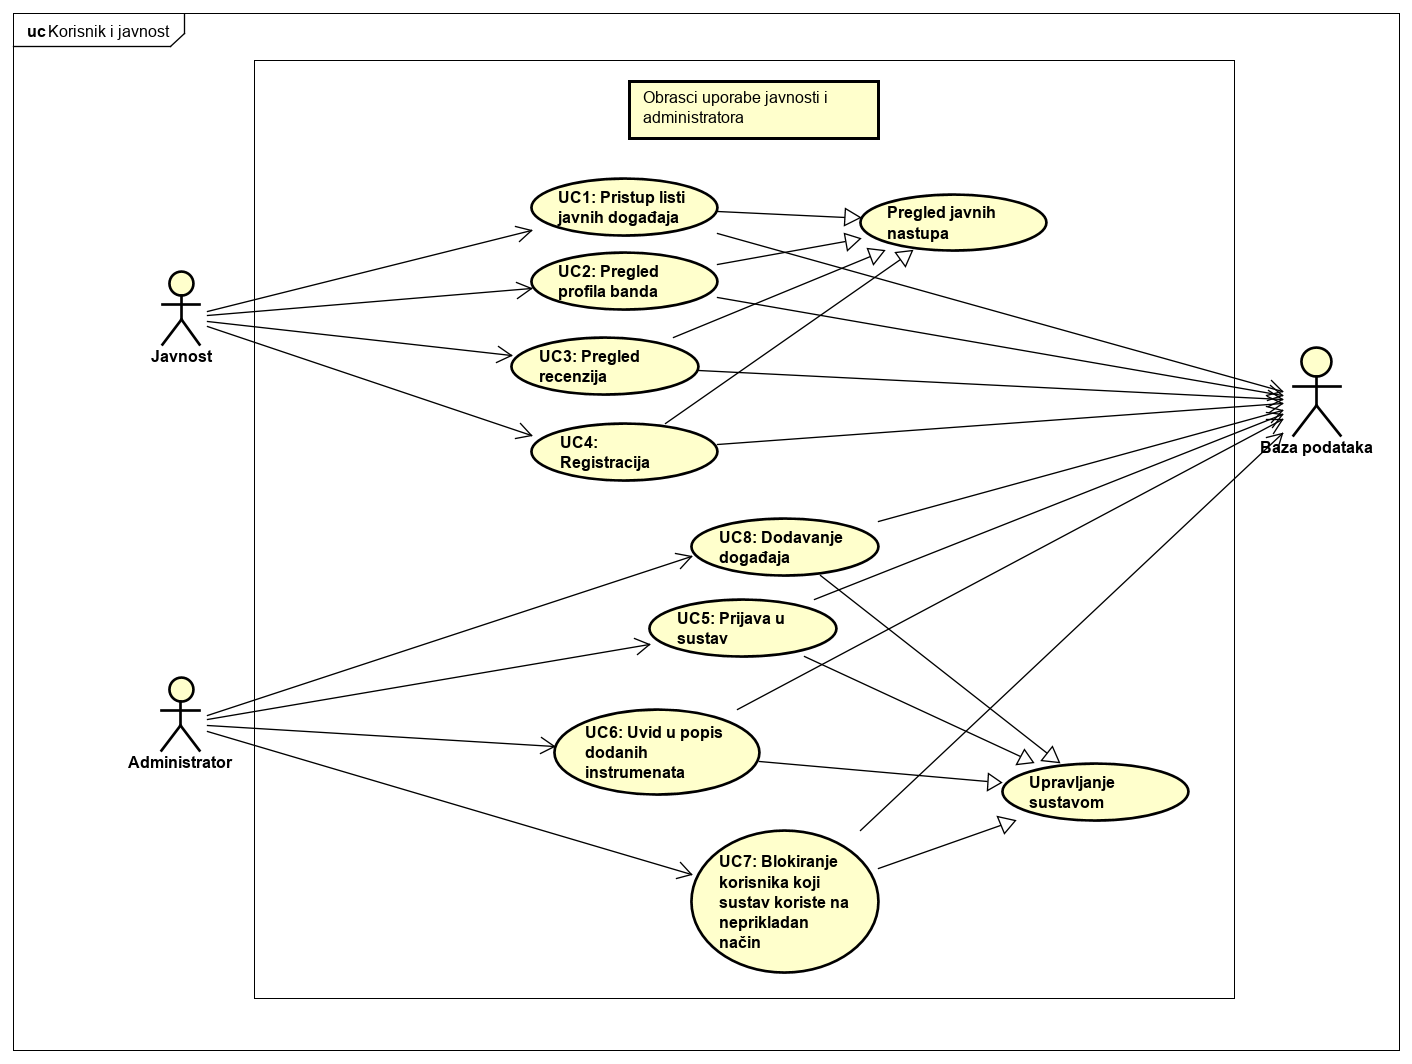 uc Korisnik i javnost
Obrasci uporabe javnosti i
administratora
UC1: Pristup listi
javnih događaja
Pregled javnih
nastupa
UC2: Pregled
profila banda
Javnost
UC3: Pregled
recenzija
Baza podataka
UC4:
Registracija
UC8: Dodavanje
događaja
UC5: Prijava u
sustav
Administrator
UC6: Uvid u popis
dodanih
instrumenata
Upravljanje
sustavom
UC7: Blokiranje
korisnika koji
sustav koriste na
neprikladan
način